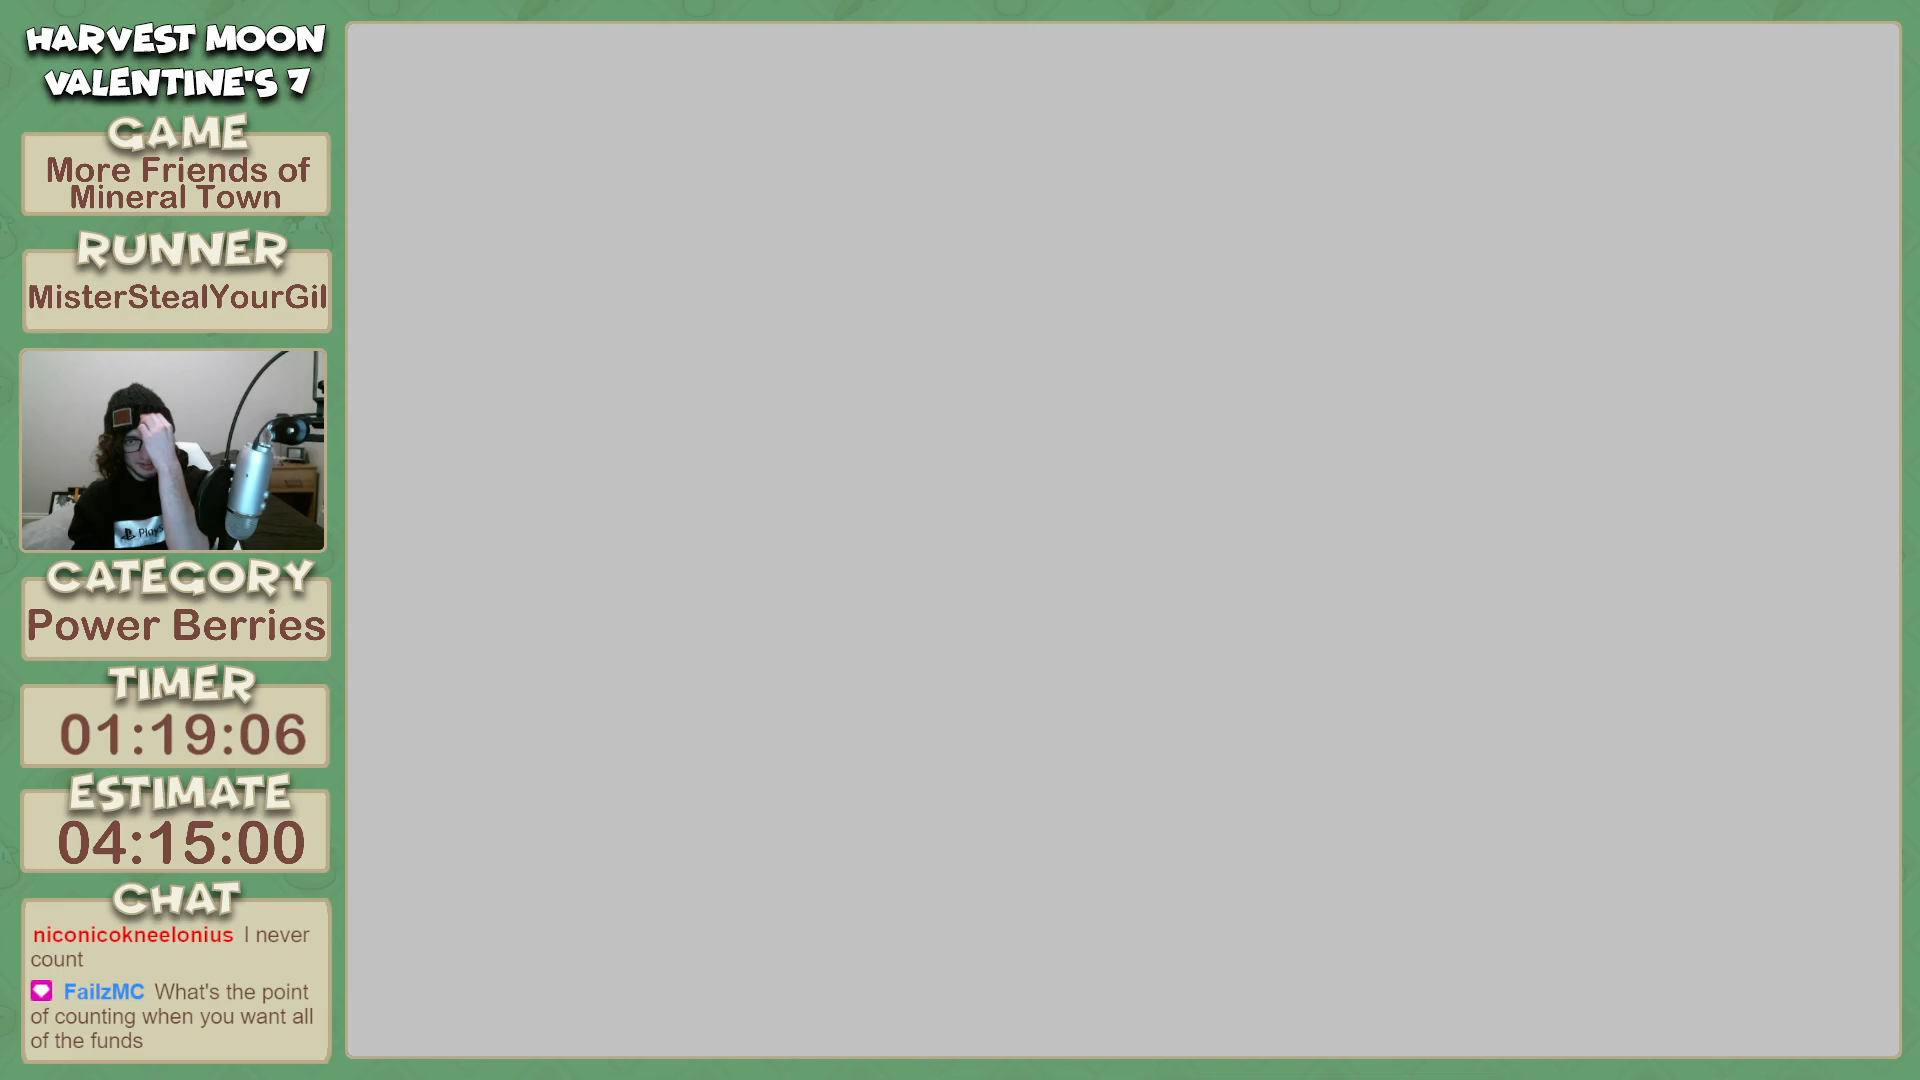 HARVEST MOON
VALENTINE'S 7
GAME
More Friends of
Mineral Town
RUNNER
MisterStealYourGil
PlayS
CATEGORY
Power Berries
TIMER
01:19:06
ESTIMATE
04:15:00
CHAT
niconicokneelonius I never
count
FailzMC What's the point
of counting when you want all
of the funds